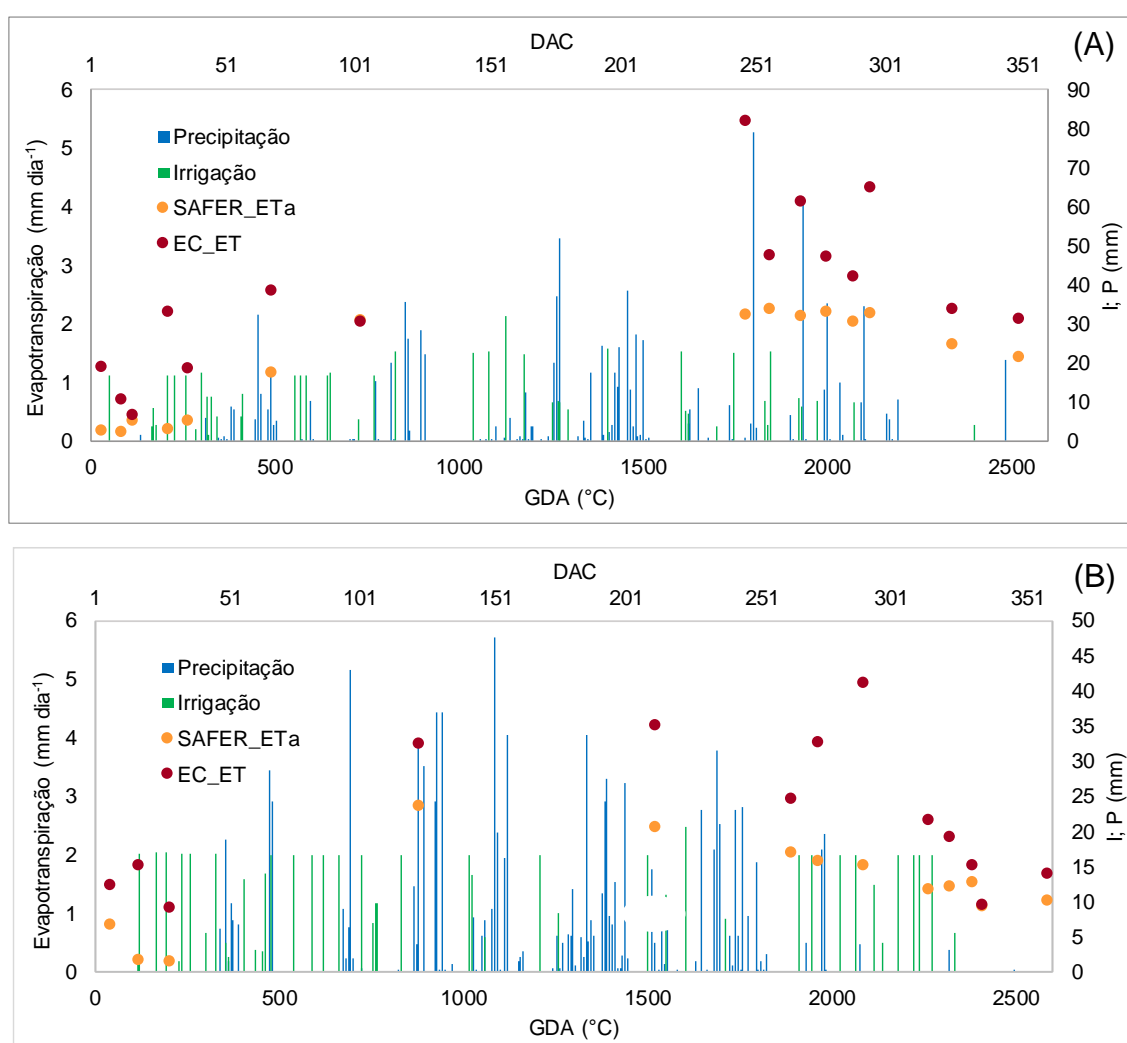 (A)
DAC
1 51 101 151 201 251 301 351
6 90
5 80
70
4 60
3 50
40
2 30
1 20
10
0 0
Evapotranspiração (mm dia-1)
I; P (mm)
Precipitação
Irrigação
SAFER_ETa
EC_ET
0 500 1000 1500 2000 2500
GDA (°C)
(B)
DAC
1 51 101 151 201 251 301 351
6 50
5 45
40
4 35
30
3 25
2 20
15
1 10
5
0 0
Evapotranspiração (mm dia-1)
I; P (mm)
Precipitação
Irrigação
SAFER_ETa
EC_ET
0 500 1000 1500 2000 2500
GDA (°C)